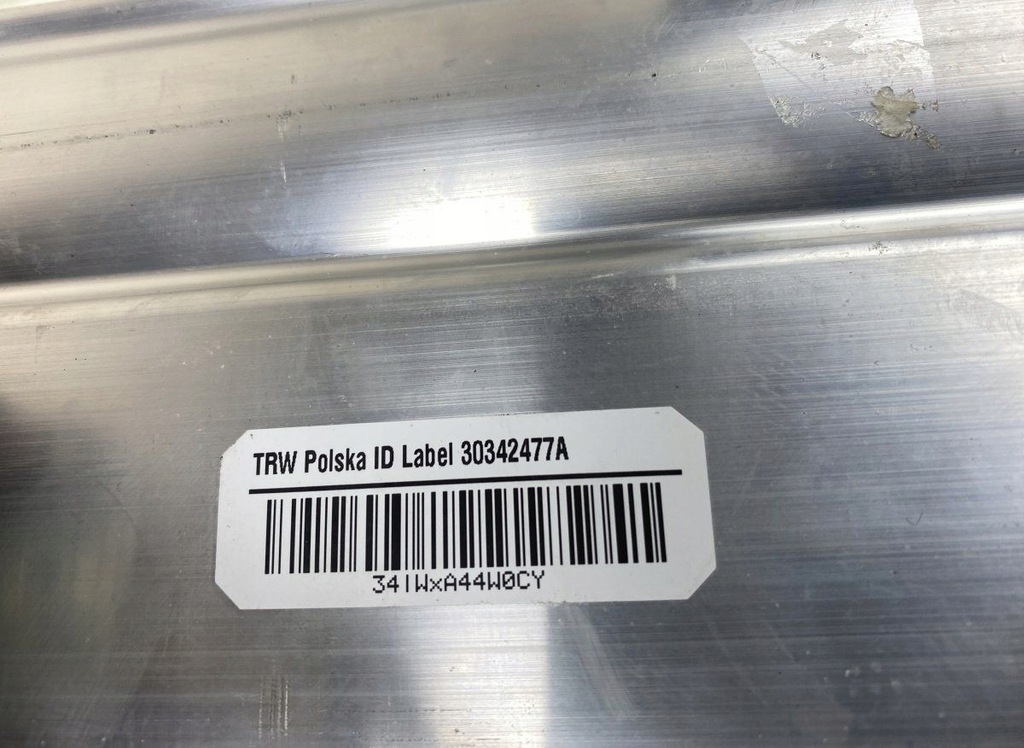 TRW Polska ID Label 30342477A
34|WxA44W0CY